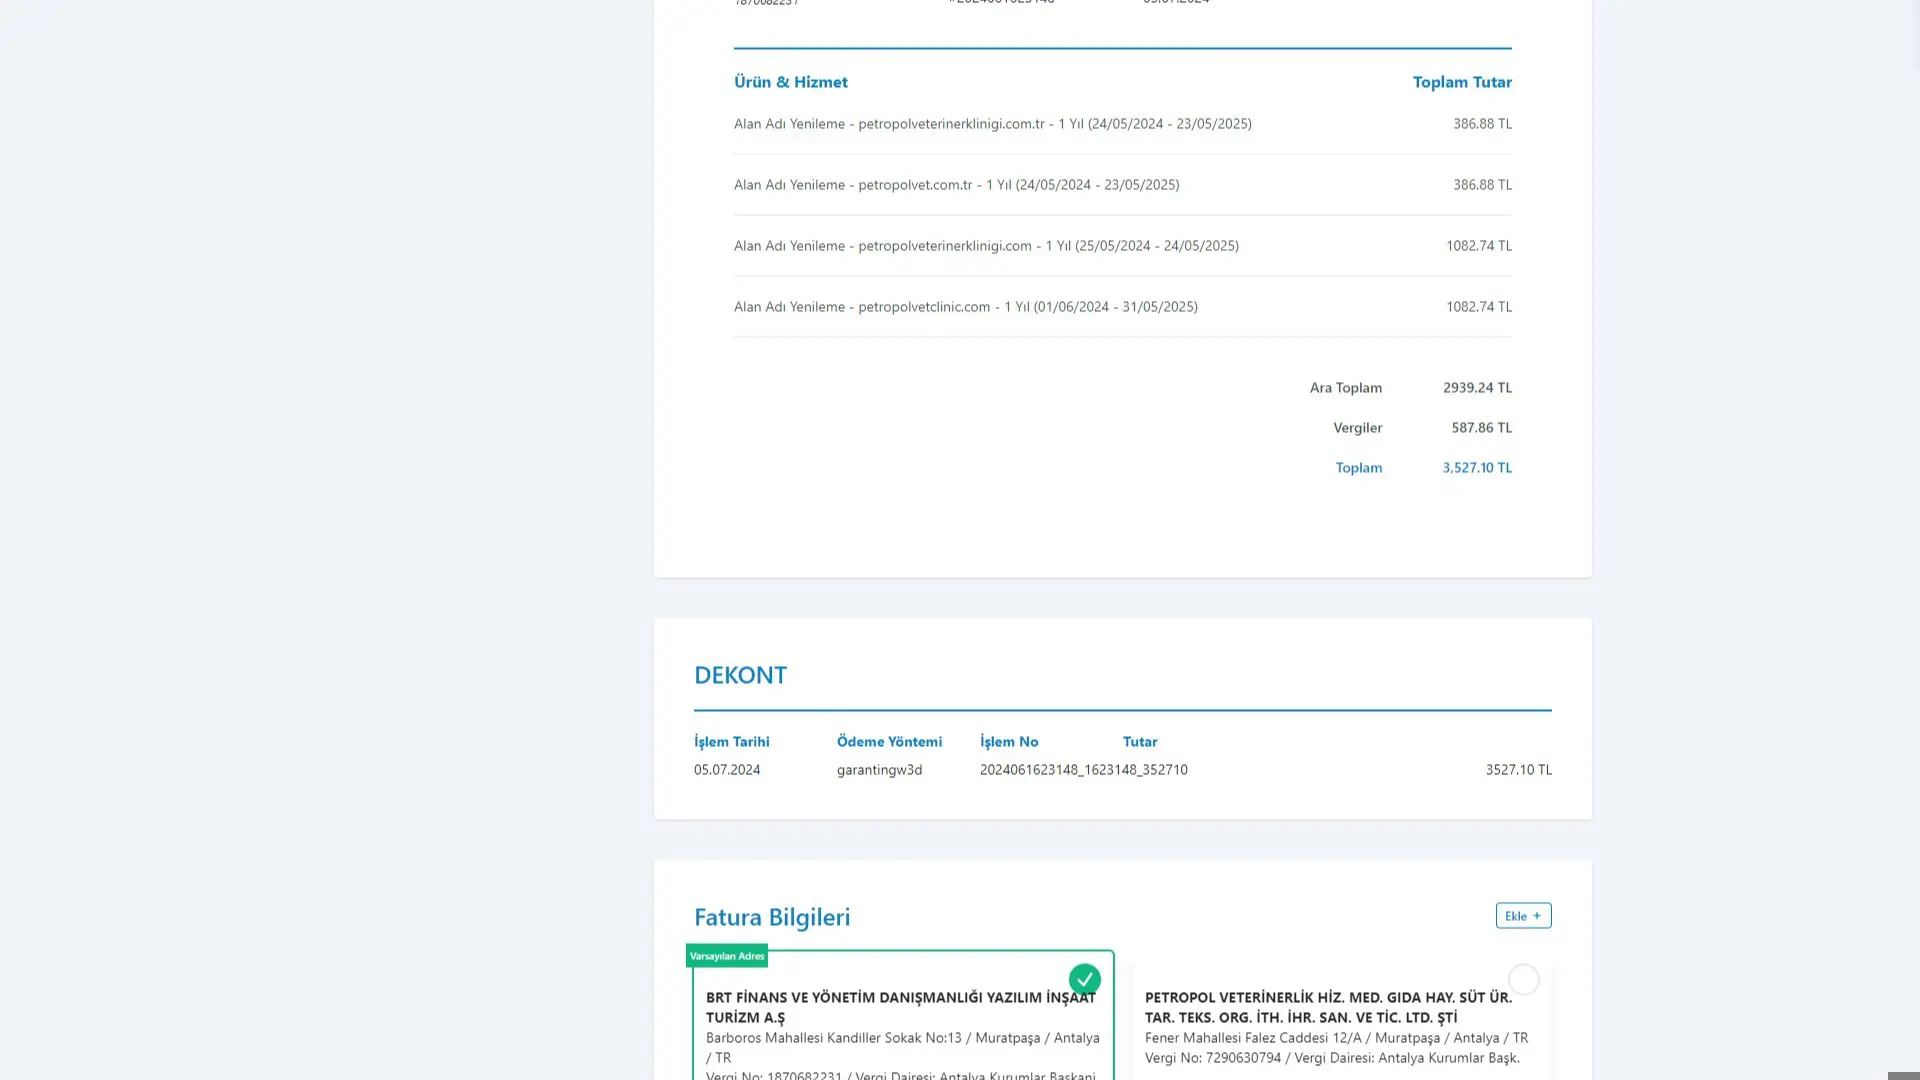 1870682231
Ürün & Hizmet Toplam Tutar
Alan Adı Yenileme - petropolveterinerklinigi.com.tr - 1 Yıl (24/05/2024 - 23/05/2025) 386.88 TL
Alan Adı Yenileme - petropolvet.com.tr - 1 Yıl (24/05/2024 - 23/05/2025) 386.88 TL
Alan Adı Yenileme - petropolveterinerklinigi.com - 1 Yıl (25/05/2024 - 24/05/2025) 1082.74 TL
Alan Adı Yenileme - petropolvetclinic.com - 1 Yıl (01/06/2024 - 31/05/2025) 1082.74 TL
Ara Toplam 2939.24 TL
Vergiler 587.86 TL
Toplam 3,527.10 TL
DEKONT
İşlem Tarihi Ödeme Yöntemi İşlem No Tutar
05.07.2024 garantingw3d 2024061623148_1623148_352710 3527.10 TL
Fatura Bilgileri
Ekle +
Varsayılan Adres
BRT FİNANS VE YÖNETİM DANIŞMANLIĞI YAZILIM İNŞAAT
TURİZM A.Ş
Barboros Mahallesi Kandiller Sokak No:13 / Muratpaşa / Antalya
/ TR
Vergi No: 1870682231 / Vergi Dairesi: Antalya Kurumlar Başkanı
PETROPOL VETERİNERLİK HİZ. MED. GIDA HAY. SÜT ÜR.
TAR. TEKS. ORG. İTH. İHR. SAN. VE TİC. LTD. ŞTİ
Fener Mahallesi Falez Caddesi 12/A / Muratpaşa / Antalya / TR
Vergi No: 7290630794 / Vergi Dairesi: Antalya Kurumlar Başk.